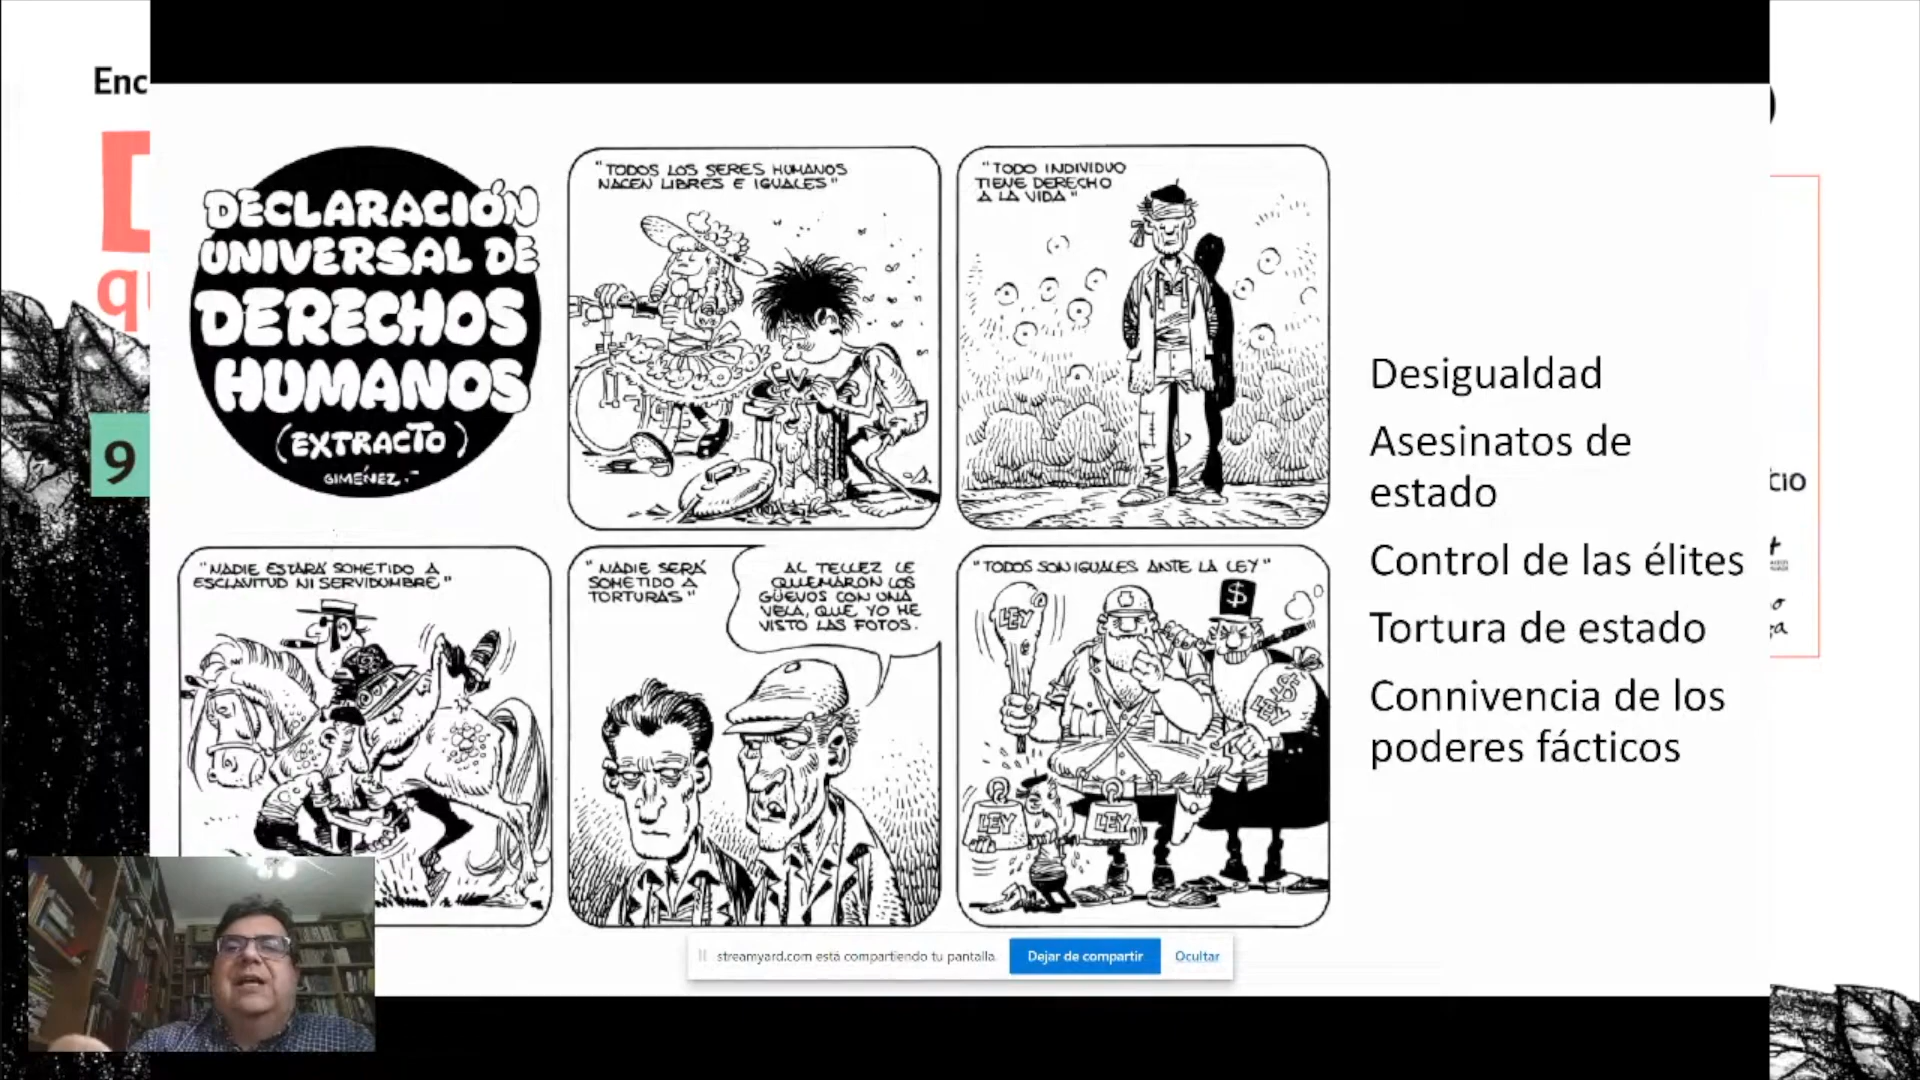 Enc
9
DECLARACIÓN
UNIVERSAL DE
DERECHOS
HUMANOS
(EXTRACTO)
GIMÉNEZ.-
"TODOS LOS SERES HUMANOS
NACEN LIBRES E IGUALES"
"TODO INDIVIDUO
TIENE DERECHO
A LA VIDA"
"NADIE ESTARÁ SOMETIDO A
ESCLAVITUD NI SERVIDUMBRE"
"NADIE SERÁ
SOMETIDO A
TORTURAS"
AL TELLEZ LE
QUEMARON LOS
GÜEVOS CON UNA
VELA, QUE YO HE
VISTO LAS FOTOS.
"TODOS SON IGUALES ANTE LA LEY"
LEY
$
$
LEY
LEY
LEY
Desigualdad
Asesinatos de
estado
Control de las élites
Tortura de estado
Connivencia de los
poderes fácticos
cio
streamyard.com está compartiendo tu pantalla.
Dejar de compartir
Ocultar